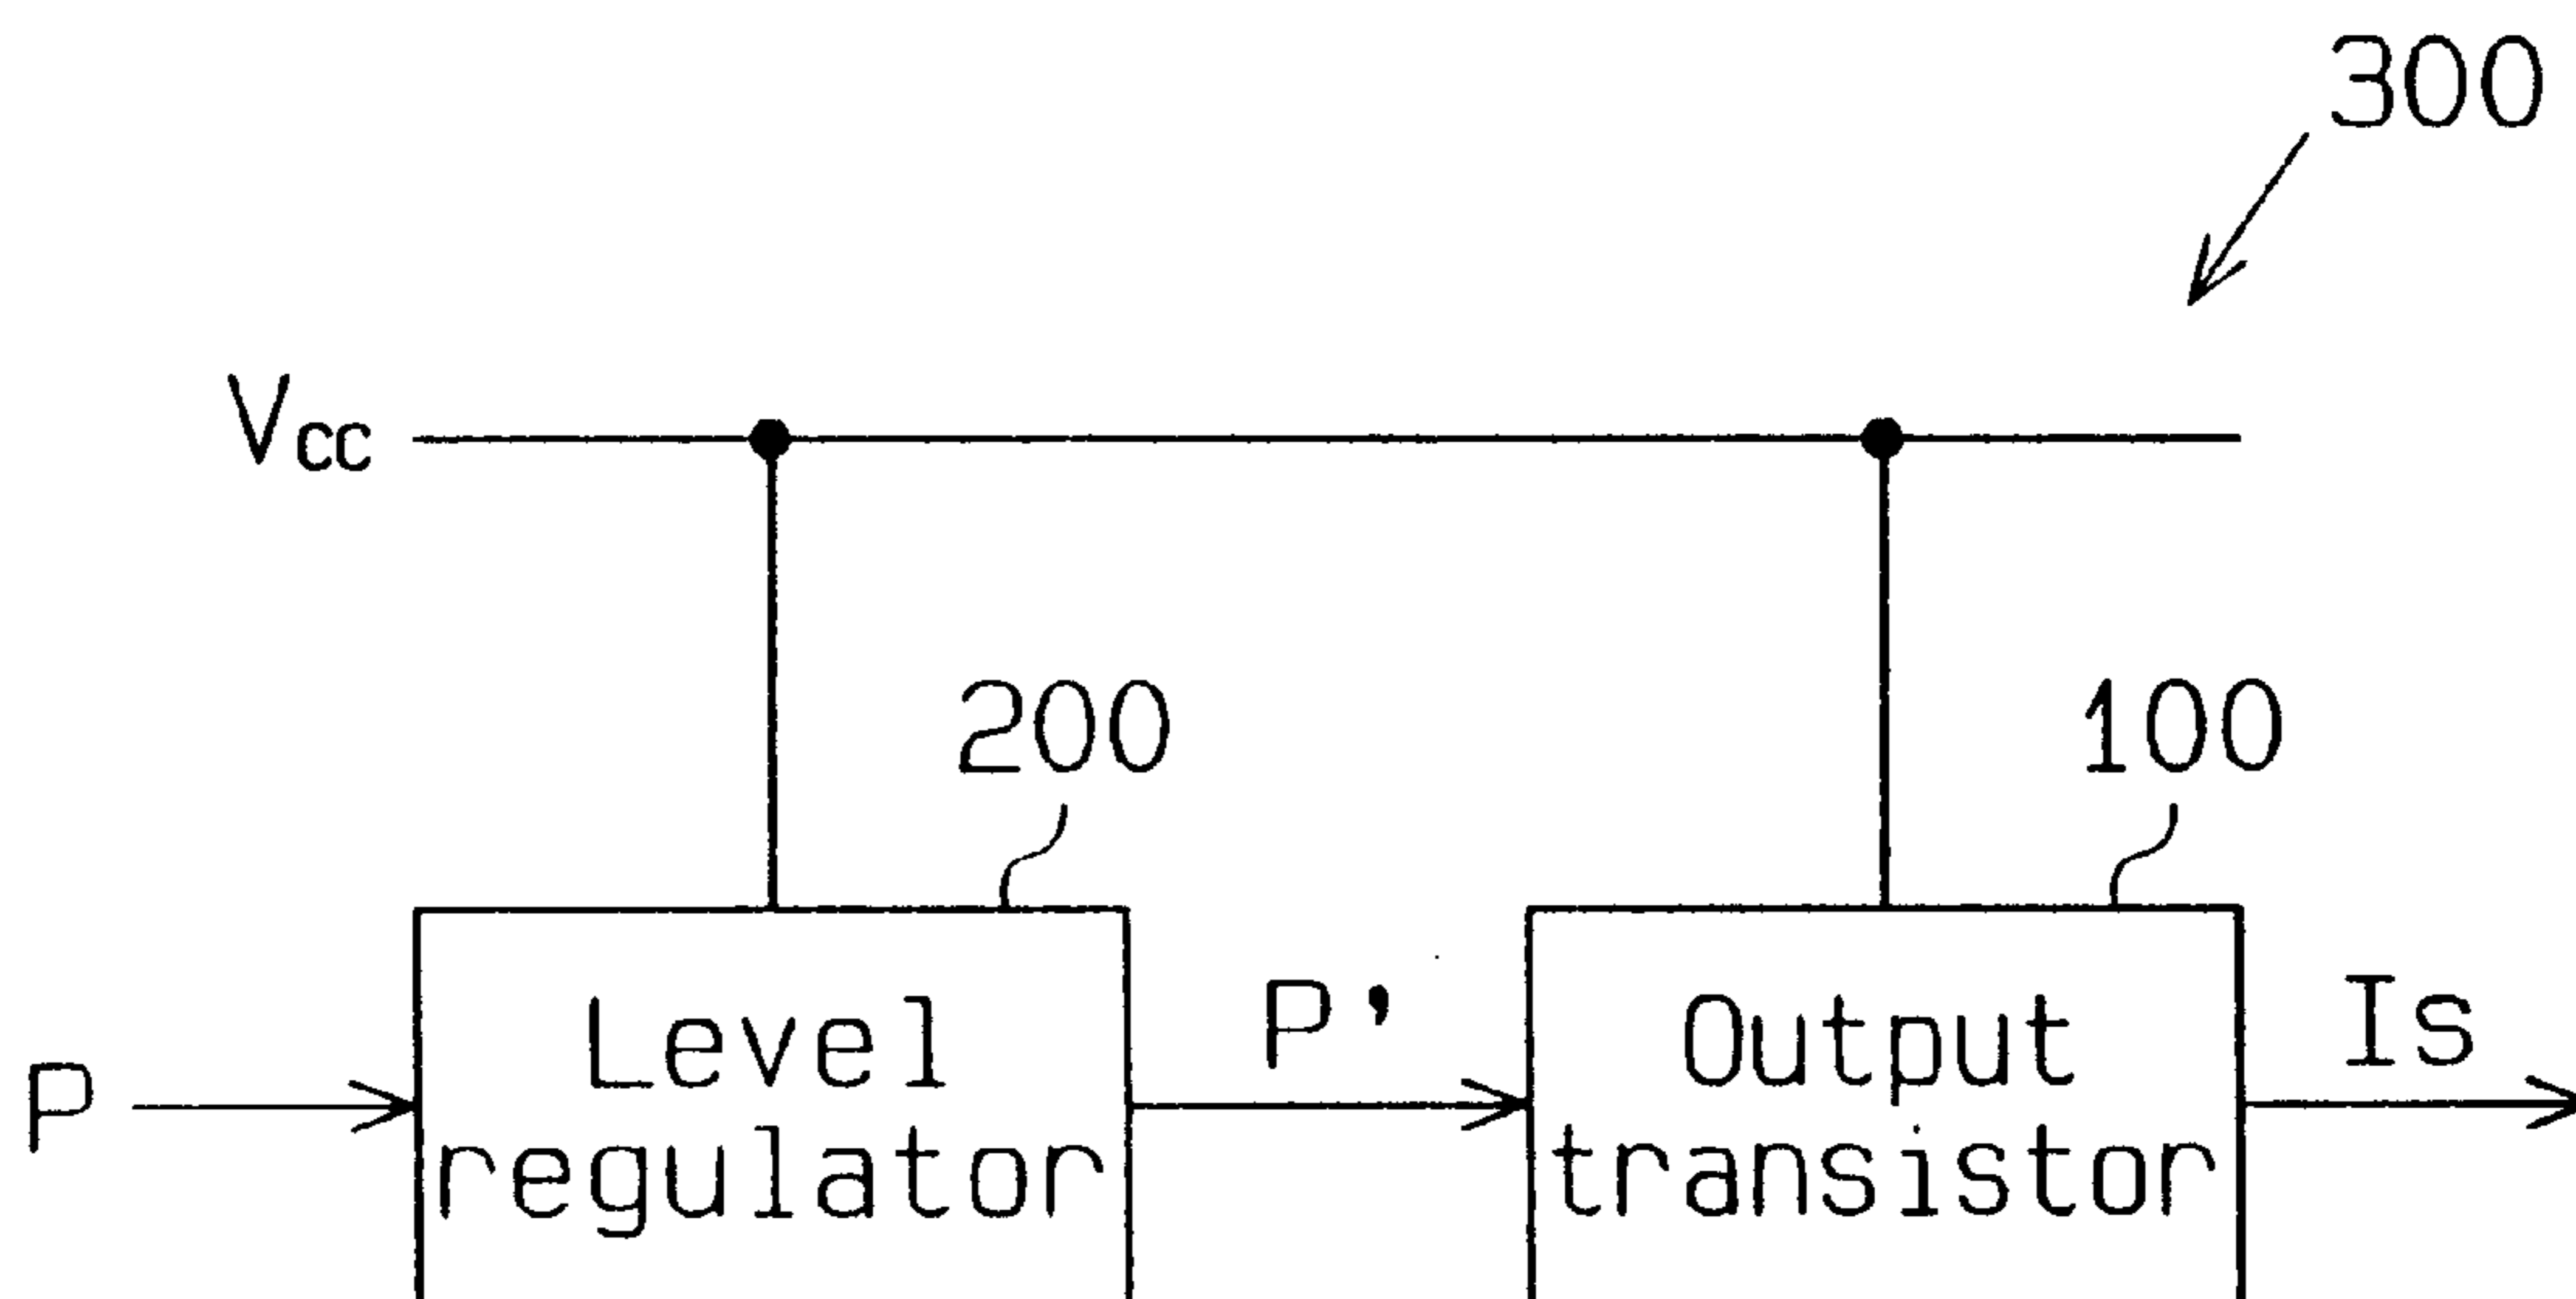 300
Vcc
200
100
P
Level
regulator
P'
Output
transistor
Is